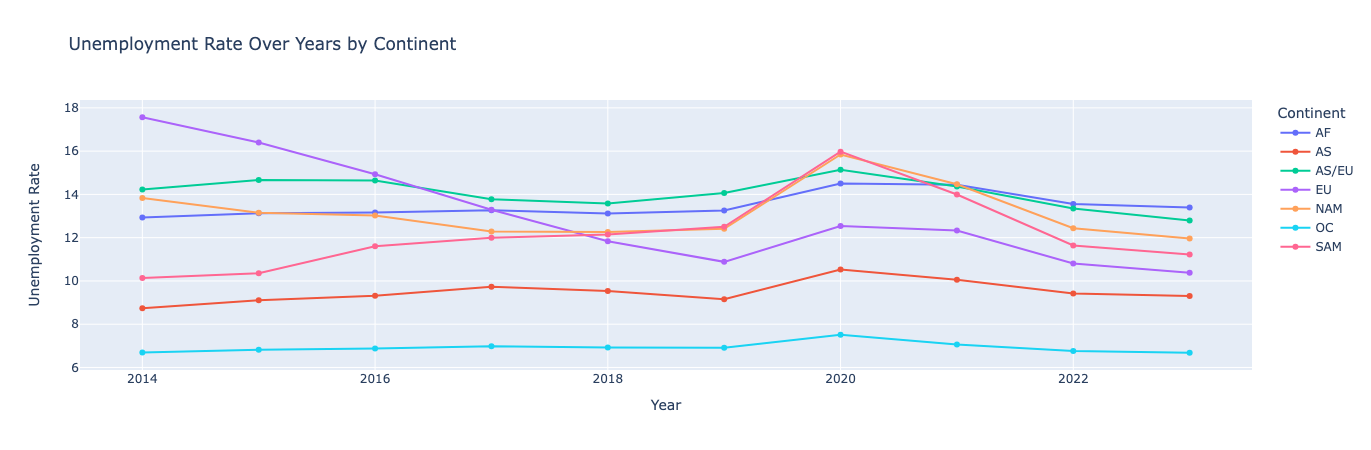 Unemployment Rate Over Years by Continent
Unemployment Rate
18
16
14
12
10
8
6
2014
2016
2018
2020
2022
Year
Continent
AF
AS
AS/EU
EU
NAM
OC
SAM